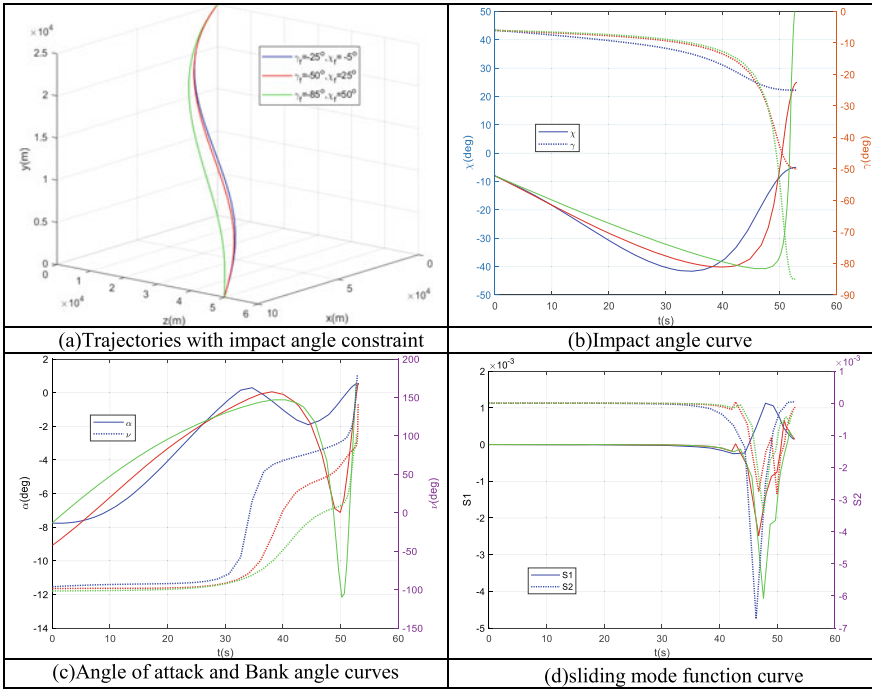 2.5 ×10⁴
2
1.5
1
0.5
0
y(m)
γf=-25°,χf= -5°
γf=-50°,χf=25°
γf=-85°,χf=50°
0 1 2 3 4 5 6
×10⁴
z(m)
10 5 0
×10⁴
x(m)
(a)Trajectories with impact angle constraint
50
40
30
20
10
0
-10
-20
-30
-40
-50
χ(deg)
χ
γ
0
-10
-20
-30
-40
-50
-60
-70
-80
-90
γ(deg)
0 10 20 30 40 50 60
t(s)
(b)Impact angle curve
2
0
-2
-4
-6
-8
-10
-12
-14
α(deg)
α
ν
200
150
100
50
0
-50
-100
-150
ν(deg)
0 10 20 30 40 50 60
t(s)
(c)Angle of attack and Bank angle curves
2 ×10⁻³
1
0
-1
-2
-3
-4
-5
S1
S1
S2
1 ×10⁻³
0
-1
-2
-3
-4
-5
-6
-7
S2
0 10 20 30 40 50 60
t(s)
(d)sliding mode function curve